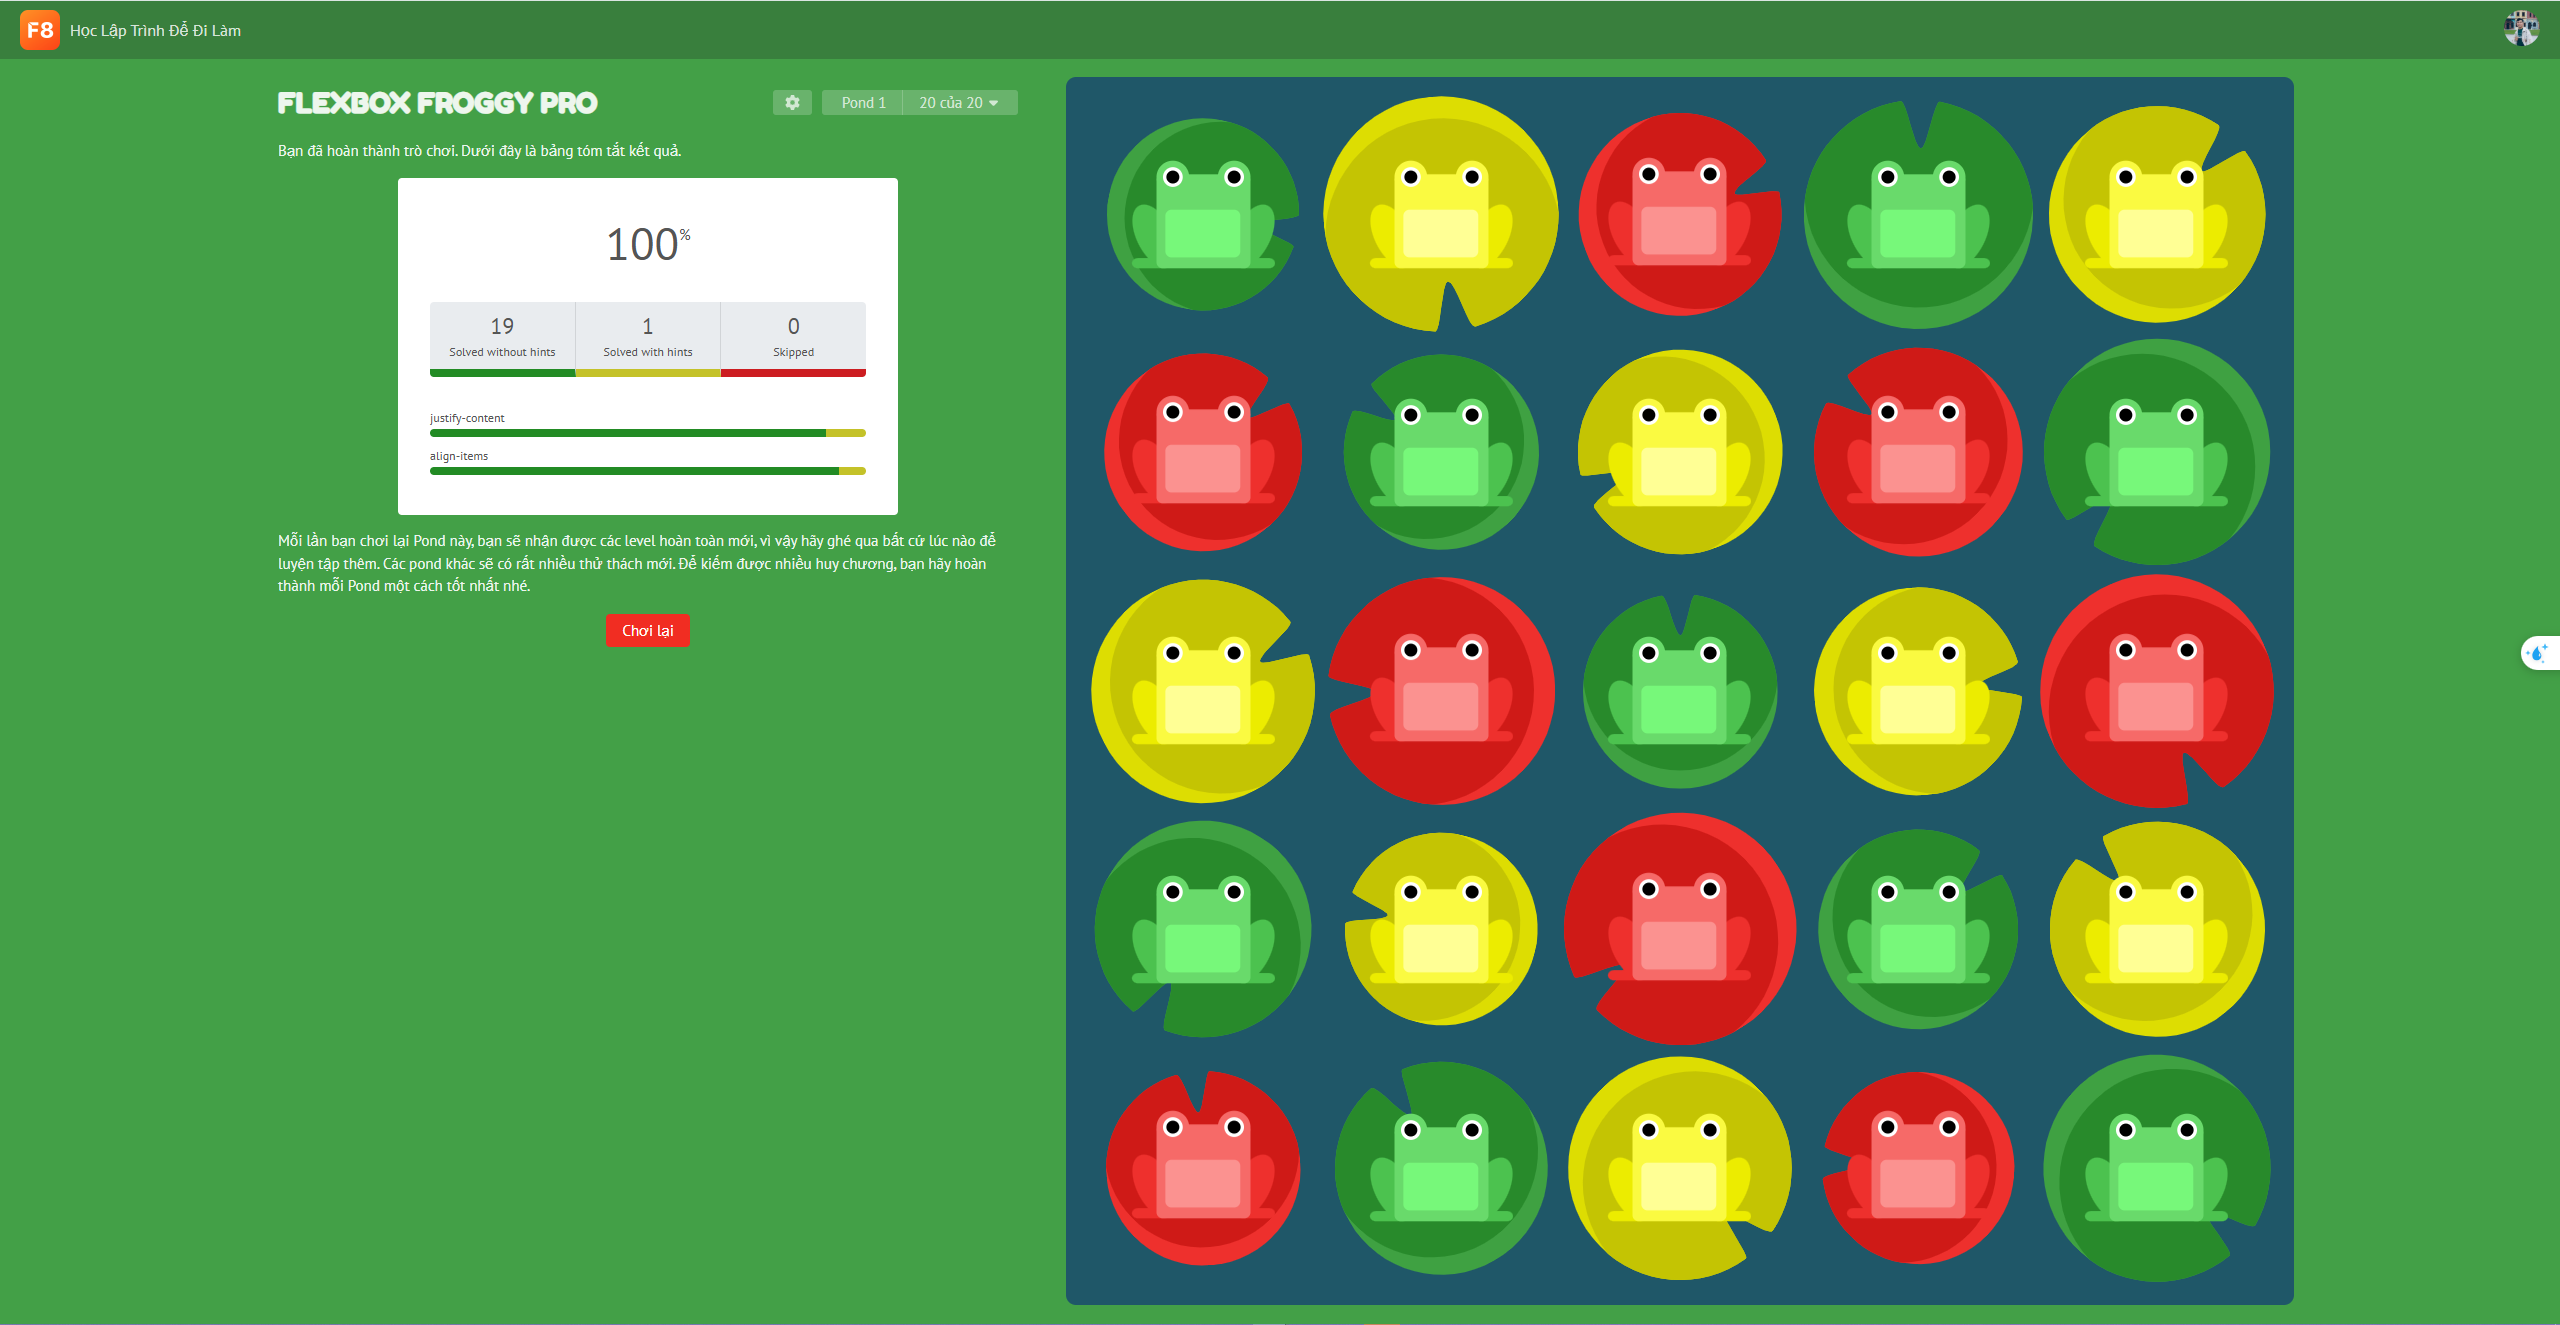 F8 Học Lập Trình Để Đi Làm
FLEXBOX FROGGY PRO
Pond 1 20 của 20
Bạn đã hoàn thành trò chơi. Dưới đây là bảng tóm tắt kết quả.
100%
19 1 0
Solved without hints Solved with hints Skipped
justify-content
align-items
Mỗi lần bạn chơi lại Pond này, bạn sẽ nhận được các level hoàn toàn mới, vì vậy hãy ghé qua bất cứ lúc nào để
luyện tập thêm. Các pond khác sẽ có rất nhiều thử thách mới. Để kiếm được nhiều huy chương, bạn hãy hoàn
thành mỗi Pond một cách tốt nhất nhé.
Chơi lại